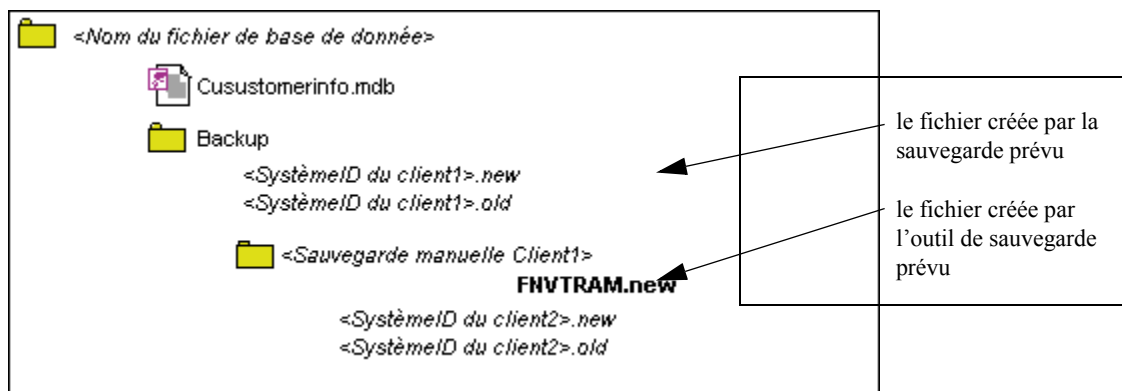 <Nom du fichier de base de donnée>
Cusustomerinfo.mdb
Backup
<SystèmeID du client1>.new
<SystèmeID du client1>.old
<Sauvegarde manuelle Client1>
FNVTRAM.new
<SystèmeID du client2>.new
<SystèmeID du client2>.old
le fichier créée par la
sauvegarde prévu
le fichier créée par
l’outil de sauvegarde
prévu